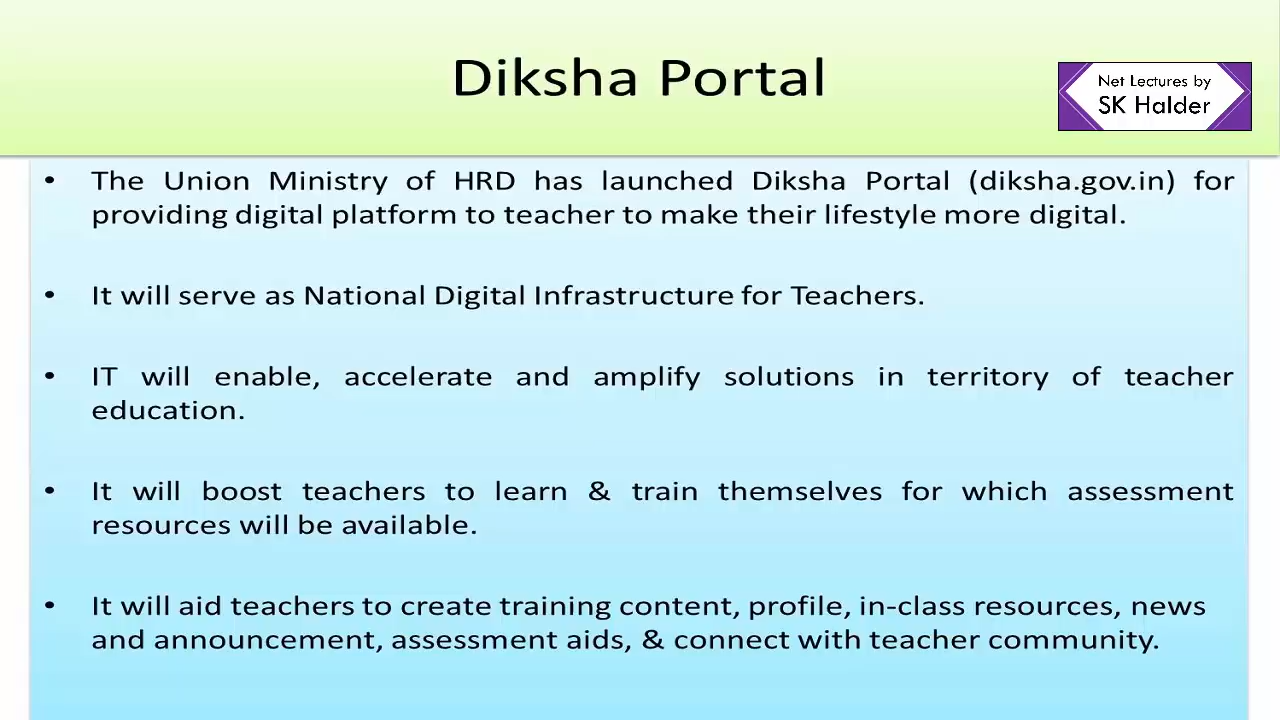 Diksha Portal
Net Lectures by
SK Halder
• The Union Ministry of HRD has launched Diksha Portal (diksha.gov.in) for
providing digital platform to teacher to make their lifestyle more digital.
• It will serve as National Digital Infrastructure for Teachers.
• IT will enable, accelerate and amplify solutions in territory of teacher
education.
• It will boost teachers to learn & train themselves for which assessment
resources will be available.
• It will aid teachers to create training content, profile, in-class resources, news
and announcement, assessment aids, & connect with teacher community.